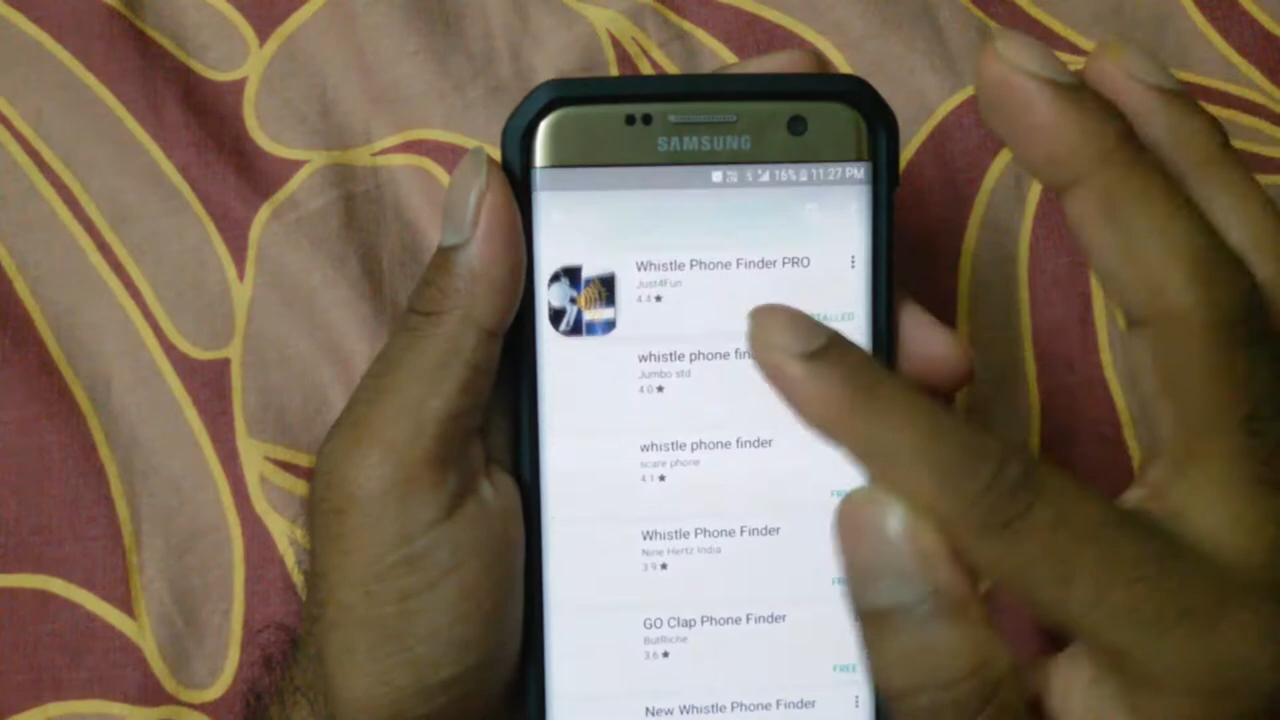 SAMSUNG
16% 11:27 PM
Whistle Phone Finder PRO
Just4Fun
4.4★
whistle phone
Jumbo std
4.0★
whistle phone finder
scare phone
4.1★
Whistle Phone Finder
Nine Hertz India
3.9★
GO Clap Phone Finder
ButRiche
3.6★
FREE
New Whistle Phone Finder